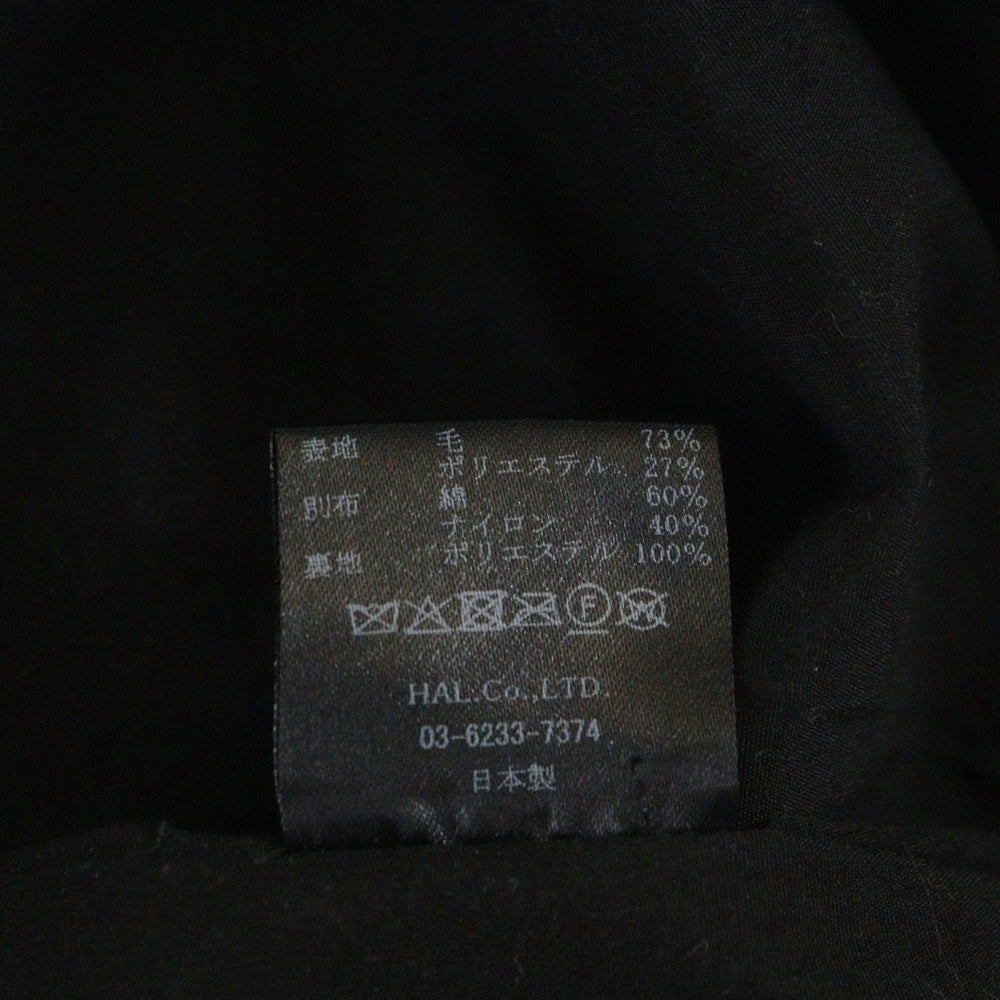 表地 毛 73%
ポリエステル 27%
別布 綿 60%
ナイロン 40%
裏地 ポリエステル 100%
F W
HAL.Co.,LTD.
03-6233-7374
日本製